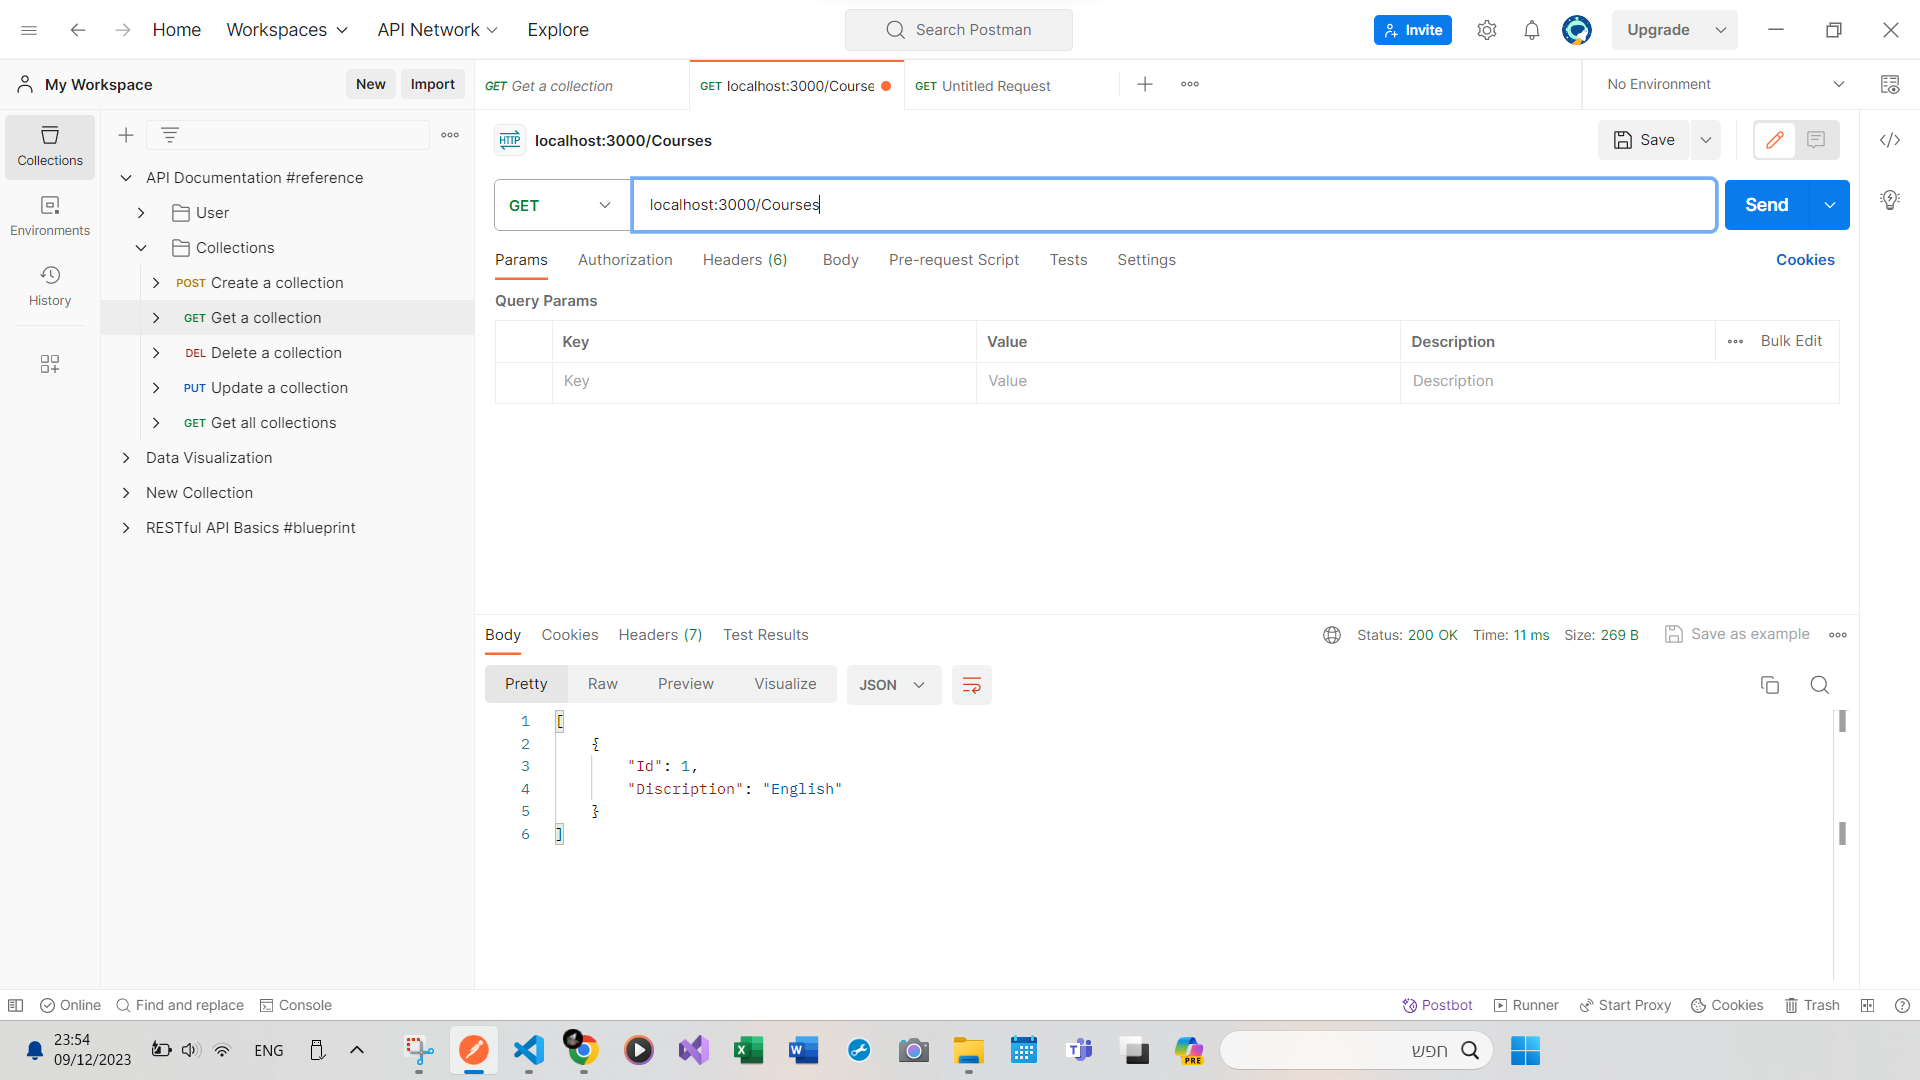 Home Workspaces API Network Explore Search Postman Invite Upgrade
My Workspace New Import GET Get a collection GET localhost:3000/Course GET Untitled Request No Environment
Collections
Environments
History
API Documentation #reference
User
Collections
POST Create a collection
GET Get a collection
DEL Delete a collection
PUT Update a collection
GET Get all collections
Data Visualization
New Collection
RESTful API Basics #blueprint
HTTP localhost:3000/Courses Save
GET localhost:3000/Courses Send
Params Authorization Headers (6) Body Pre-request Script Tests Settings Cookies
Query Params
Key Value Description Bulk Edit
Key Value Description
Body Cookies Headers (7) Test Results Status: 200 OK Time: 11 ms Size: 269 B Save as example
Pretty Raw Preview Visualize JSON
1 [
2 {
3 "Id": 1,
4 "Discription": "English"
5 }
6 ]
Online Find and replace Console Postbot Runner Start Proxy Cookies Trash
23:54
09/12/2023
ENG
PRE
חפש